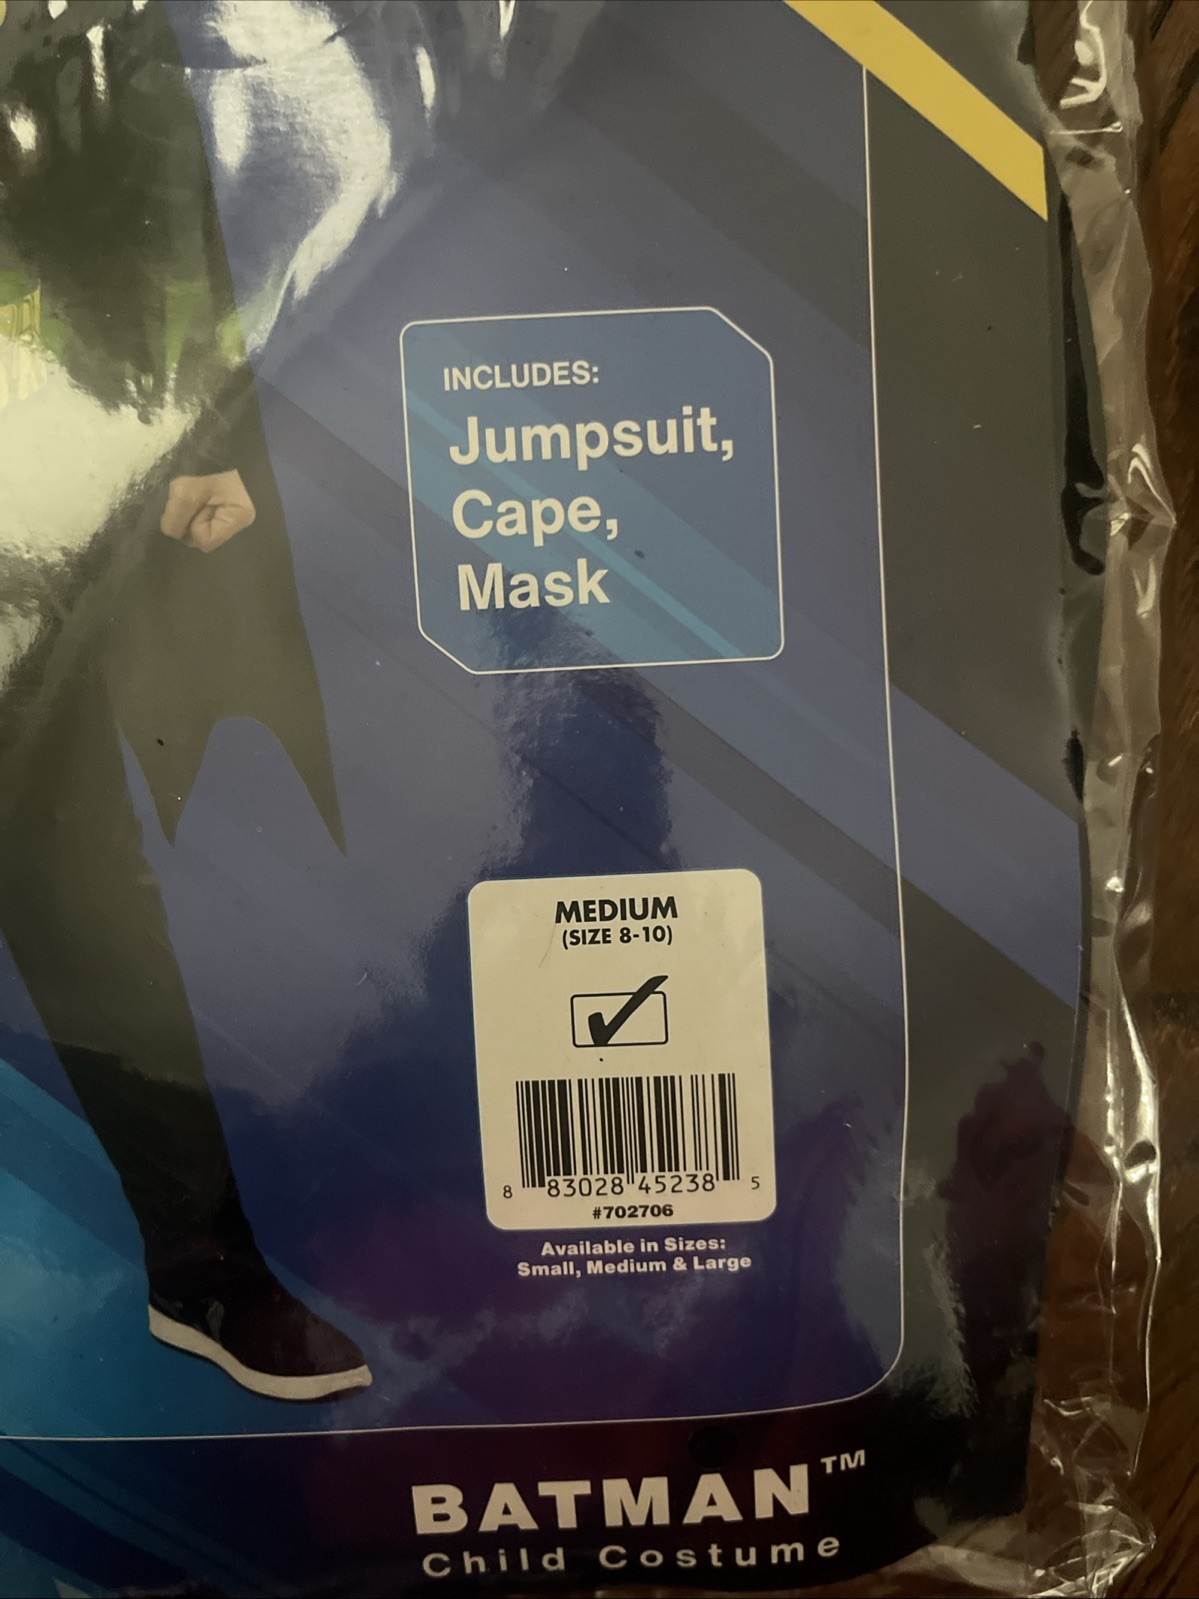 INCLUDES:
Jumpsuit,
Cape,
Mask
MEDIUM
(SIZE 8-10)
8 83028 45238 5
#702706
Available in Sizes:
Small, Medium & Large
BATMAN™
Child Costume